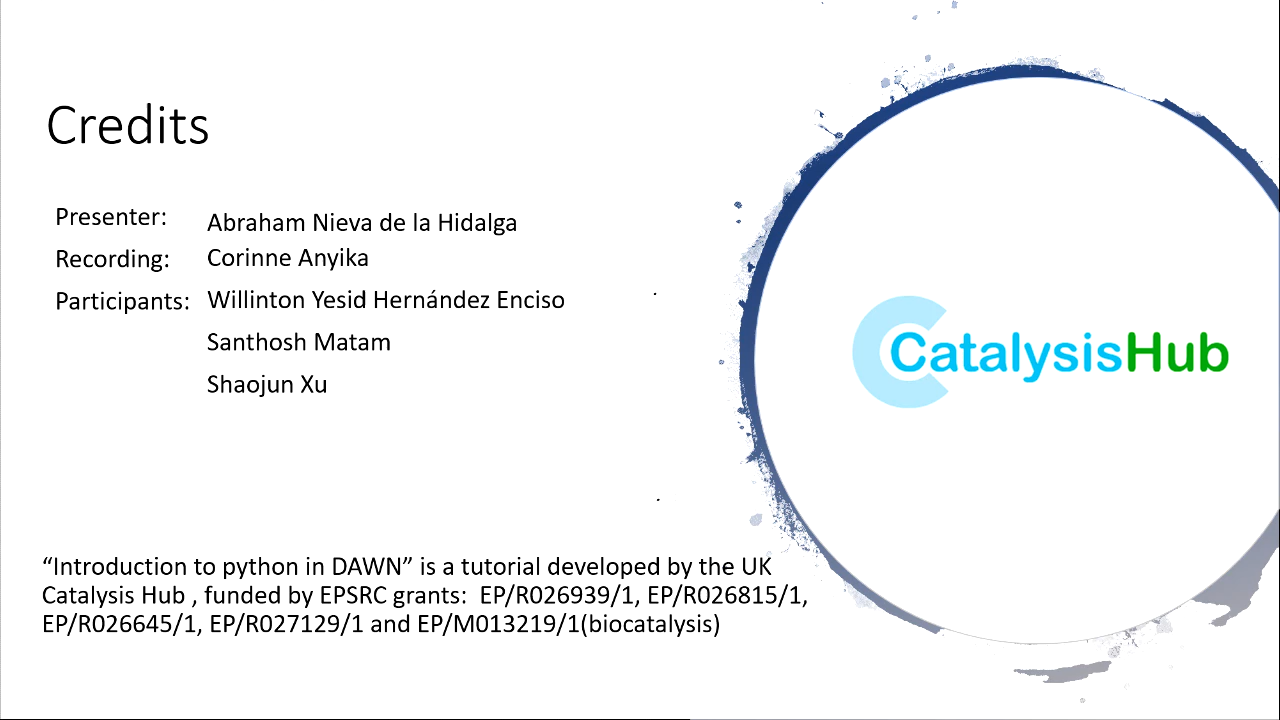 Credits
Presenter: Abraham Nieva de la Hidalga
Recording: Corinne Anyika
Participants: Willinton Yesid Hernández Enciso
Santhosh Matam
Shaojun Xu
CatalysisHub
“Introduction to python in DAWN” is a tutorial developed by the UK
Catalysis Hub , funded by EPSRC grants: EP/R026939/1, EP/R026815/1,
EP/R026645/1, EP/R027129/1 and EP/M013219/1(biocatalysis)